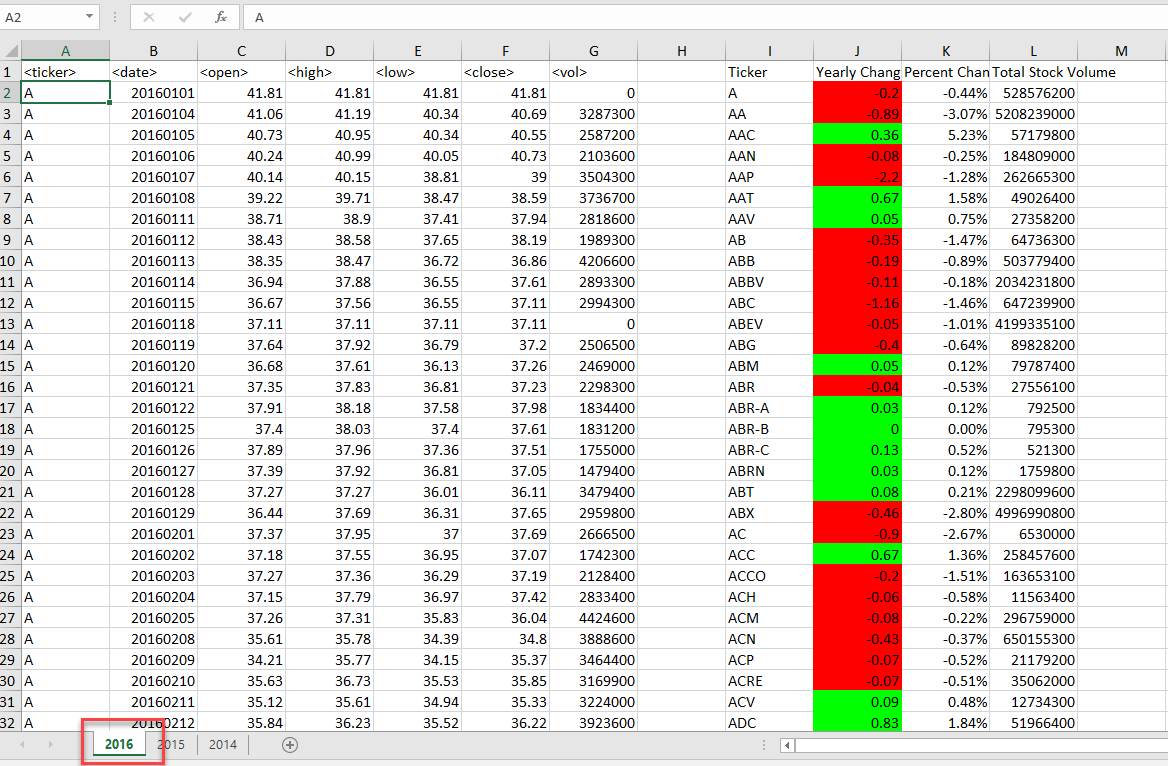 A2 fx A
A B C D E F G H I J K L M
1 <ticker> <date> <open> <high> <low> <close> <vol> Ticker Yearly Chang Percent Chan Total Stock Volume
2 A 20160101 41.81 41.81 41.81 41.81 0 A -0.2 -0.44% 528576200
3 A 20160104 41.06 41.19 40.34 40.69 3287300 AA -0.89 -3.07% 5208239000
4 A 20160105 40.73 40.95 40.34 40.55 2587200 AAC 0.36 5.23% 57179800
5 A 20160106 40.24 40.99 40.05 40.73 2103600 AAN -0.08 -0.25% 184809000
6 A 20160107 40.14 40.15 38.81 39 3504300 AAP -2.2 -1.28% 262665300
7 A 20160108 39.22 39.71 38.47 38.59 3736700 AAT 0.67 1.58% 49026400
8 A 20160111 38.71 38.9 37.41 37.94 2818600 AAV 0.05 0.75% 27358200
9 A 20160112 38.43 38.58 37.65 38.19 1989300 AB -0.35 -1.47% 64736300
10 A 20160113 38.35 38.47 36.72 36.86 4206600 ABB -0.19 -0.89% 503779400
11 A 20160114 36.94 37.88 36.55 37.61 2893300 ABBV -0.11 -0.18% 2034231800
12 A 20160115 36.67 37.56 36.55 37.11 2994300 ABC -1.16 -1.46% 647239900
13 A 20160118 37.11 37.11 37.11 37.11 0 ABEV -0.05 -1.01% 4199335100
14 A 20160119 37.64 37.92 36.79 37.2 2506500 ABG -0.4 -0.64% 89828200
15 A 20160120 36.68 37.61 36.13 37.26 2469000 ABM 0.05 0.12% 79787400
16 A 20160121 37.35 37.83 36.81 37.23 2298300 ABR -0.04 -0.53% 27556100
17 A 20160122 37.91 38.18 37.58 37.98 1834400 ABR-A 0.03 0.12% 792500
18 A 20160125 37.4 38.03 37.4 37.61 1831200 ABR-B 0 0.00% 795300
19 A 20160126 37.89 37.96 37.36 37.51 1755000 ABR-C 0.13 0.52% 521300
20 A 20160127 37.39 37.92 36.81 37.05 1479400 ABRN 0.03 0.12% 1759800
21 A 20160128 37.27 37.27 36.01 36.11 3479400 ABT 0.08 0.21% 2298099600
22 A 20160129 36.44 37.69 36.31 37.65 2959800 ABX -0.46 -2.80% 4996990800
23 A 20160201 37.37 37.95 37 37.69 2666500 AC -0.9 -2.67% 6530000
24 A 20160202 37.18 37.55 36.95 37.07 1742300 ACC 0.67 1.36% 258457600
25 A 20160203 37.27 37.36 36.29 37.19 2128400 ACCO -0.2 -1.51% 163653100
26 A 20160204 37.15 37.79 36.97 37.42 2833400 ACH -0.06 -0.58% 11563400
27 A 20160205 37.26 37.31 35.83 36.04 4424600 ACM -0.08 -0.22% 296759000
28 A 20160208 35.61 35.78 34.39 34.8 3888600 ACN -0.43 -0.37% 650155300
29 A 20160209 34.21 35.77 34.15 35.37 3464400 ACP -0.07 -0.52% 21179200
30 A 20160210 35.63 36.73 35.53 35.85 3169900 ACRE -0.07 -0.51% 35062000
31 A 20160211 35.12 35.61 34.94 35.33 3224000 ACV 0.09 0.48% 12734300
32 A 20160212 35.84 36.23 35.52 36.22 3923600 ADC 0.83 1.84% 51966400
2016 2015 2014